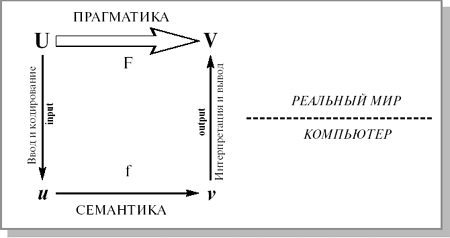 ПРАГМАТИКА
U V
F
Ввод и кодирование
input
output
Интерпретация и вывод
РЕАЛЬНЫЙ МИР
КОМПЬЮТЕР
f
u v
СЕМАНТИКА